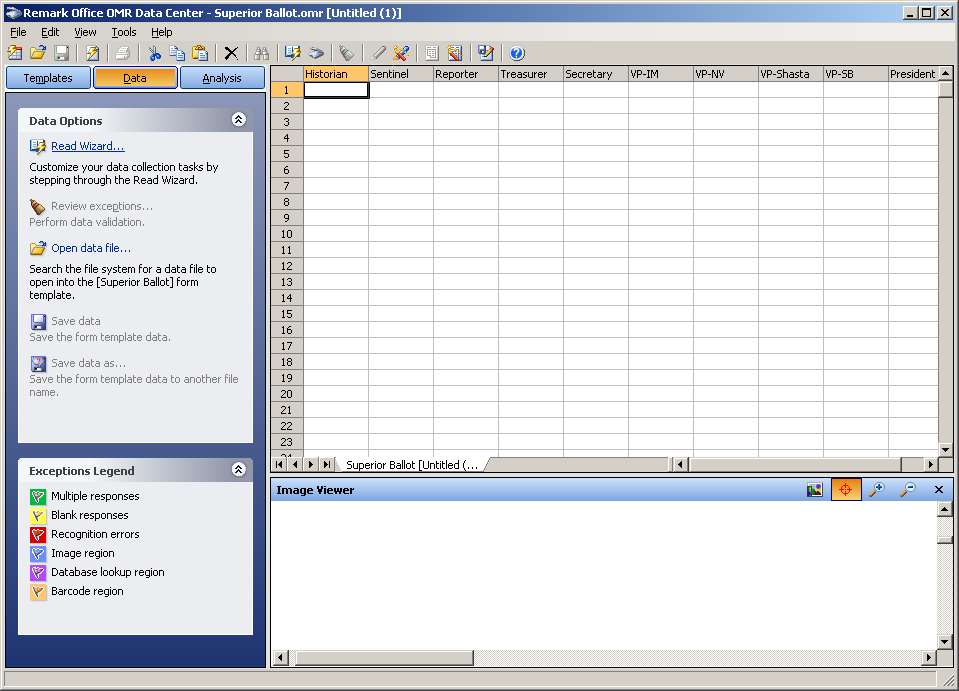 Remark Office OMR Data Center - Superior Ballot.omr [Untitled (1)]
File Edit View Tools Help
Templates Data Analysis
Historian Sentinel Reporter Treasurer Secretary VP-IM VP-NV VP-Shasta VP-SB President
Data Options
Read Wizard...
Customize your data collection tasks by
stepping through the Read Wizard.
Review exceptions...
Perform data validation.
Open data file...
Search the file system for a data file to
open into the [Superior Ballot] form
template.
Save data
Save the form template data.
Save data as...
Save the form template data to another file
name.
Exceptions Legend
Multiple responses
Blank responses
Recognition errors
Image region
Database lookup region
Barcode region
1
2
3
4
5
6
7
8
9
10
11
12
13
14
15
16
17
18
19
20
21
22
23
24
Superior Ballot [Untitled (...
Image Viewer